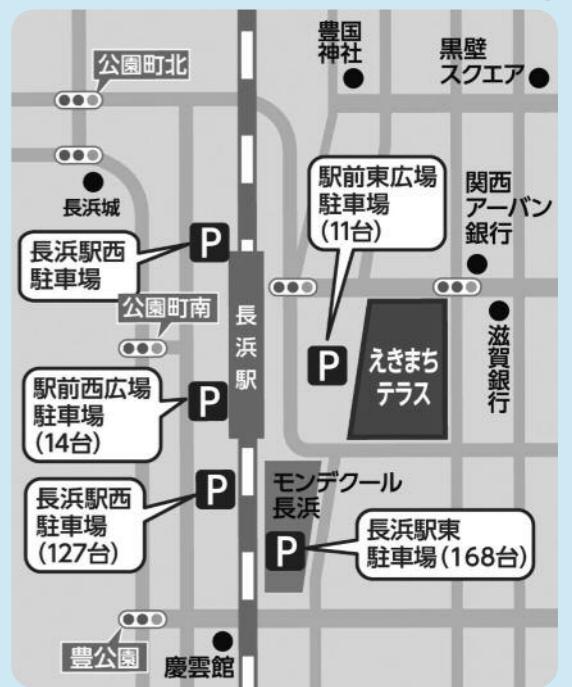 豊国
神社
黒壁
スクエア
公園町北
長浜城
駅前東広場
駐車場
(11台)
関西
アーバン
銀行
P
長浜駅西
駐車場
公園町南
長浜駅
滋賀銀行
P
えきまち
テラス
駅前西広場
駐車場
(14台)
P
長浜駅西
駐車場
(127台)
P
モンデクール
長浜
長浜駅東
駐車場(168台)
P
豊公園
慶雲館